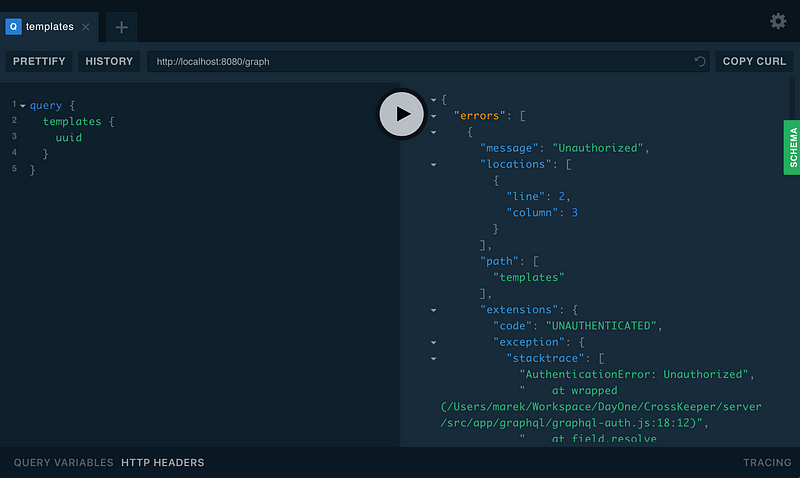 Q templates
PRETTIFY HISTORY http://localhost:8080/graph COPY CURL
1 query {
2 templates {
3 uuid
4 }
5 }
{
"errors": [
{
"message": "Unauthorized",
"locations": [
{
"line": 2,
"column": 3
}
],
"path": [
"templates"
],
"extensions": {
"code": "UNAUTHENTICATED",
"exception": {
"stacktrace": [
"AuthenticationError: Unauthorized",
"    at wrapped
(/Users/marek/Workspace/DayOne/CrossKeeper/server
/src/app/graphql/graphql-auth.js:18:12)",
"    at field.resolve
SCHEMA
QUERY VARIABLES HTTP HEADERS TRACING